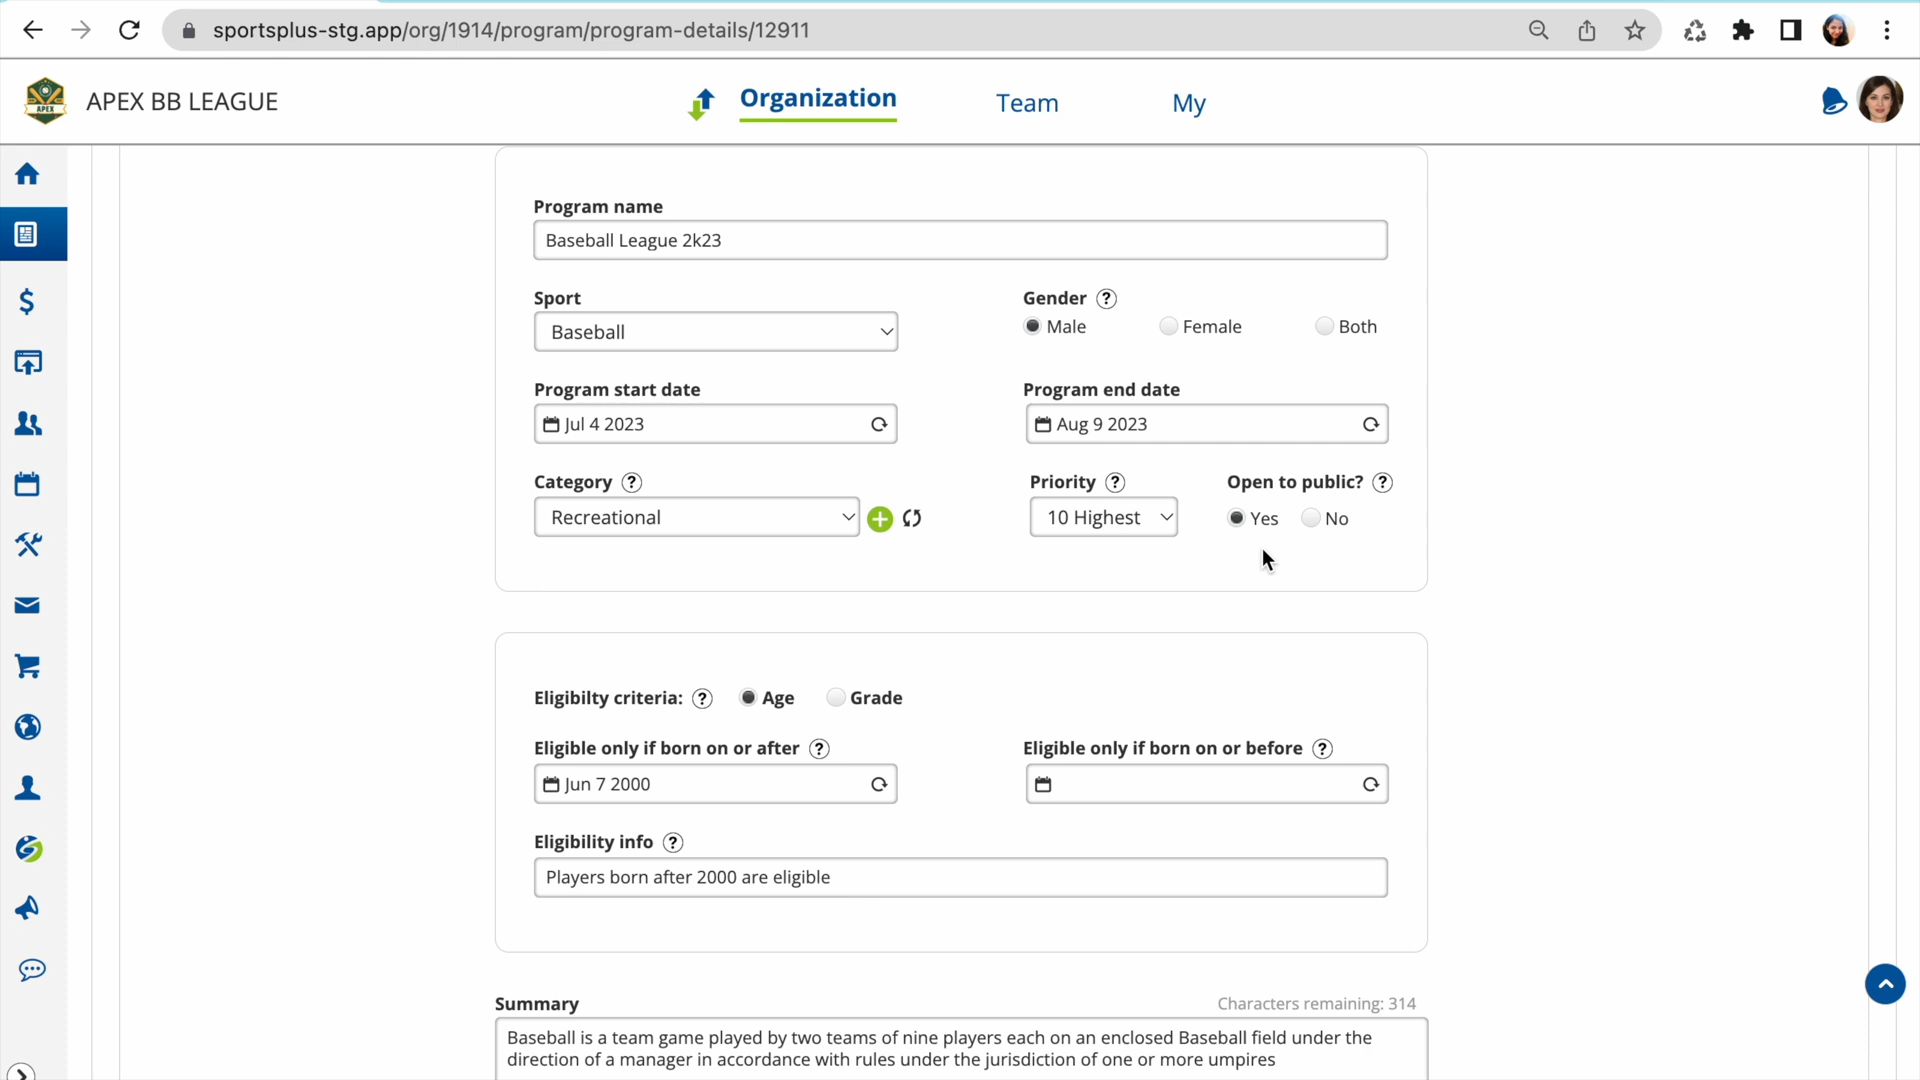 sportsplus-stg.app/org/1914/program/program-details/12911
APEX
APEX BB LEAGUE
Organization
Team
My
Program name
Baseball League 2k23
Sport
Gender ?
Baseball
Male
Female
Both
Program start date
Program end date
Jul 4 2023
Aug 9 2023
Category ?
Priority ?
Open to public? ?
Recreational
10 Highest
Yes
No
Eligibilty criteria: ?
Age
Grade
Eligible only if born on or after ?
Eligible only if born on or before ?
Jun 7 2000
Eligibility info ?
Players born after 2000 are eligible
Summary
Characters remaining: 314
Baseball is a team game played by two teams of nine players each on an enclosed Baseball field under the
direction of a manager in accordance with rules under the jurisdiction of one or more umpires